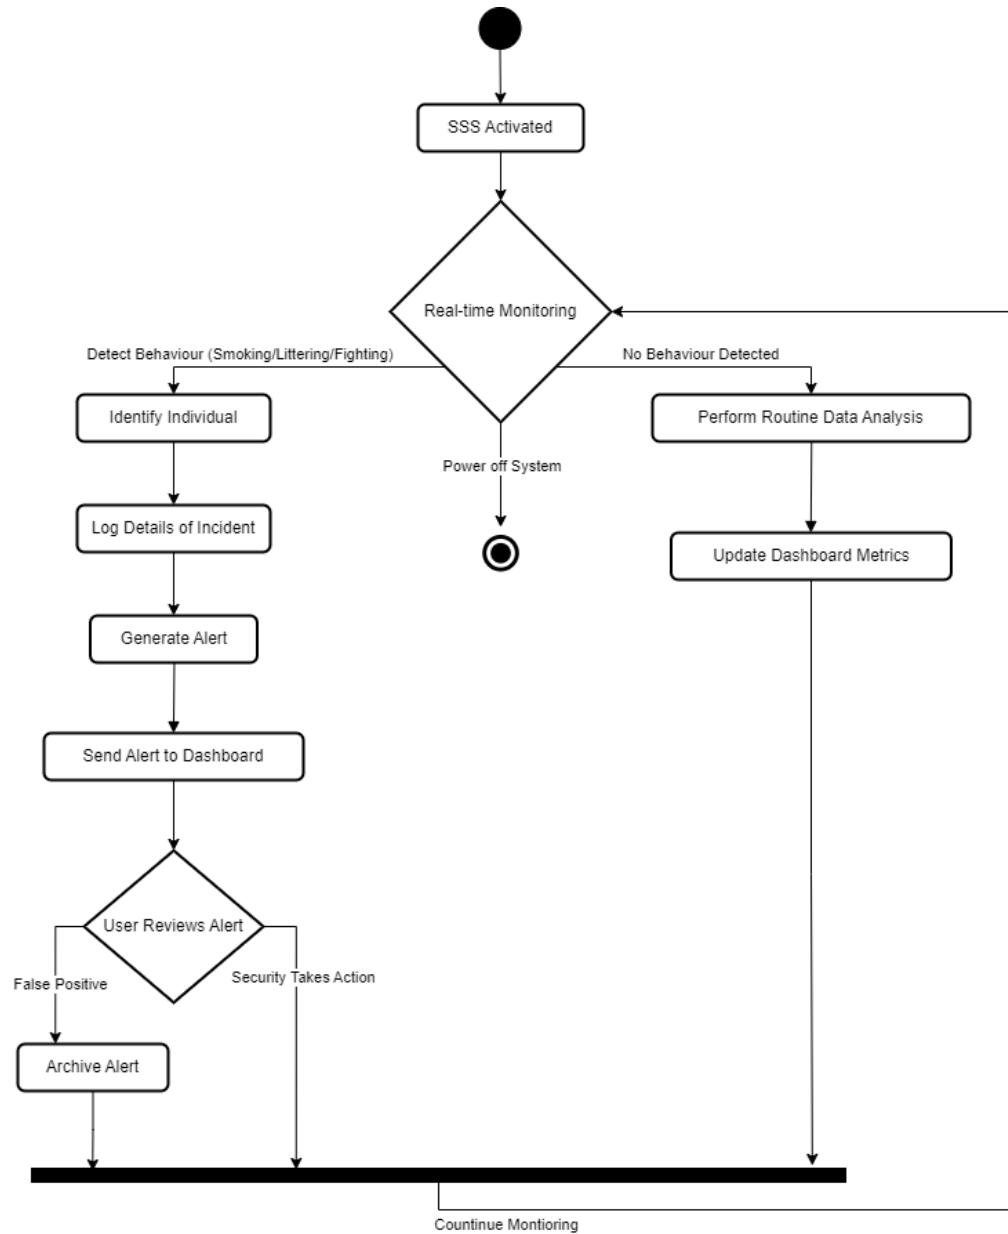 SSS Activated
Real-time Monitoring
Detect Behaviour (Smoking/Littering/Fighting)
No Behaviour Detected
Identify Individual
Perform Routine Data Analysis
Power off System
Log Details of Incident
Update Dashboard Metrics
Generate Alert
Send Alert to Dashboard
User Reviews Alert
False Positive
Security Takes Action
Archive Alert
Countinue Montioring